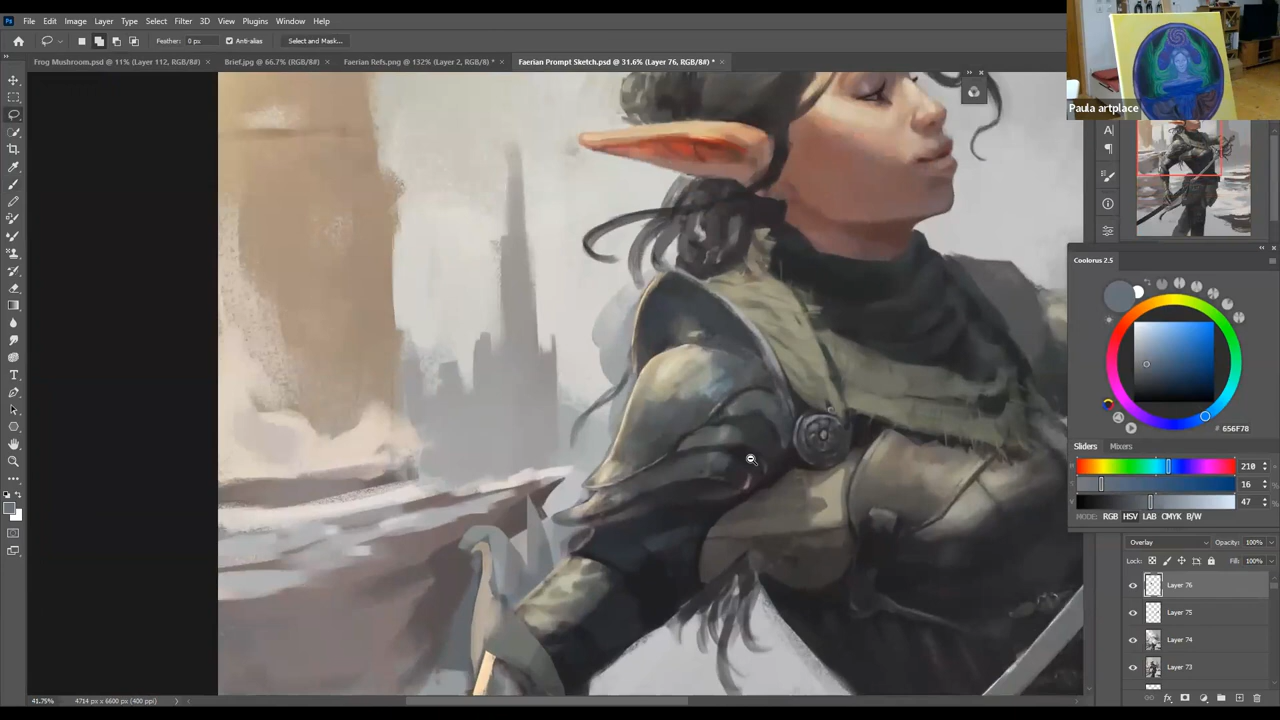 Ps File Edit Image Layer Type Select Filter 3D View Plugins Window Help
Feather: 0 px Anti-alias Select and Mask...
Frog Mushroom.psd @ 11% (Layer 112, RGB/8#) × Brief.jpg @ 66.7% (RGB/8#) × Faerian Refs.png @ 132% (Layer 2, RGB/8*) * × Faerian Prompt Sketch.psd @ 31.6% (Layer 76, RGB/8#) * ×
Paula artplace
Coolorus 2.5
# 656F78
Sliders Mixers
H 210
S 16 %
V 47 %
MODE: RGB HSV LAB CMYK B/W
Overlay Opacity: 100%
Lock: Fill: 100%
Layer 76
Layer 75
Layer 74
Layer 73
41.75% 4714 px x 6600 px (400 ppi)